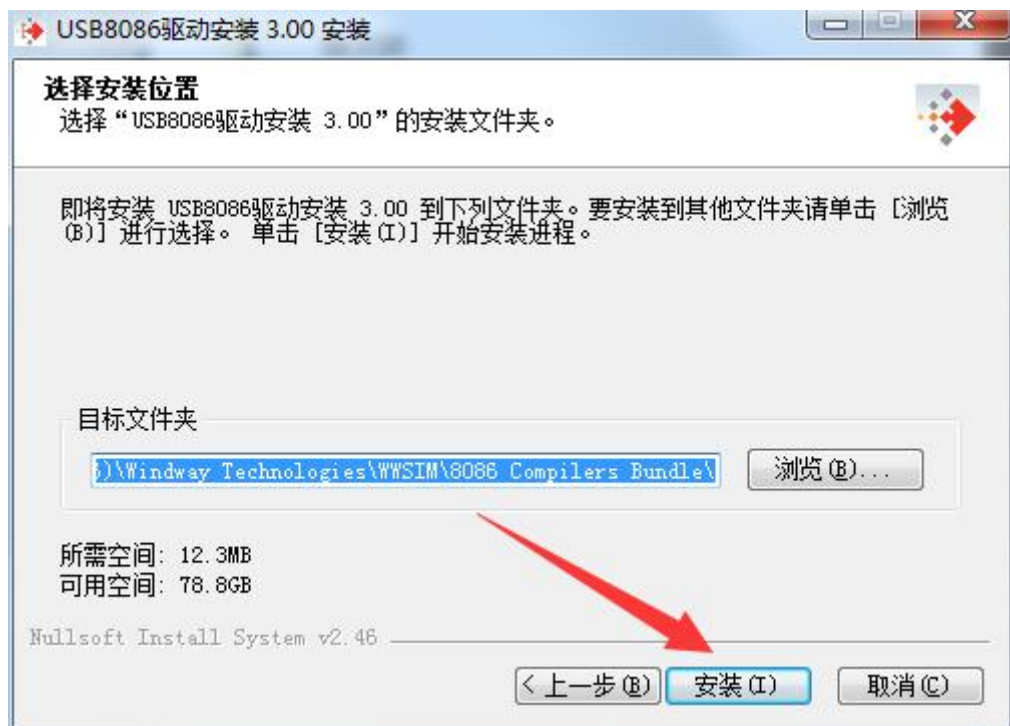 USB8086驱动安装 3.00 安装
选择安装位置
选择“USB8086驱动安装 3.00”的安装文件夹。
即将安装 USB8086驱动安装 3.00 到下列文件夹。要安装到其他文件夹请单击 [浏览
(B)] 进行选择。 单击 [安装(I)] 开始安装进程。
目标文件夹
)\Windway Technologies\WWSIM\8086 Compilers Bundle\
浏览(B)...
所需空间: 12.3MB
可用空间: 78.8GB
Nullsoft Install System v2.46
< 上一步(B)
安装(I)
取消(C)